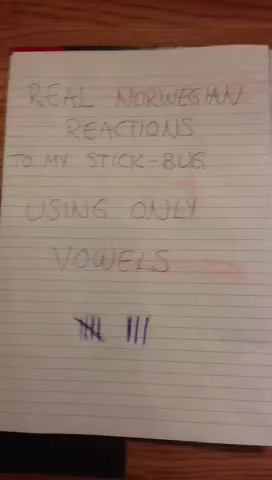 REAL NORWEGIAN
REACTIONS
TO MY STICK-BUG
USING ONLY
VOWELS